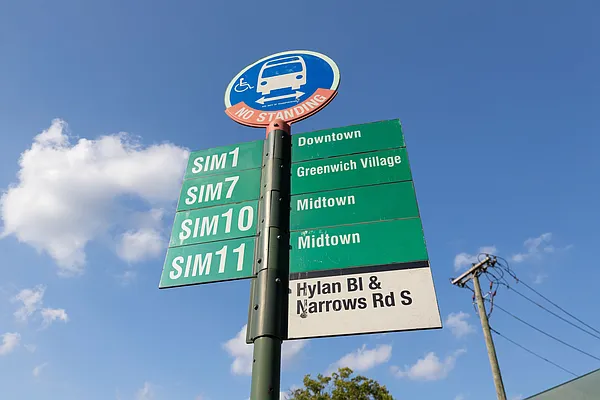 NO STANDING
SIM1 Downtown
SIM7 Greenwich Village
SIM10 Midtown
SIM11 Midtown
Hylan Bl &
Narrows Rd S